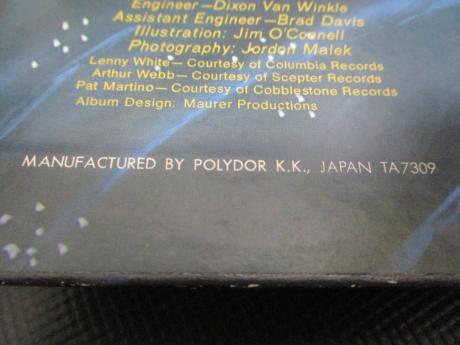 Engineer—Dixon Van Winkle
Assistant Engineer—Brad Davis
Illustration: Jim O'Connell
Photography: Jordon Malek
Lenny White— Courtesy of Columbia Records
Arthur Webb—Courtesy of Scepter Records
Pat Martino—Courtesy of Cobblestone Records
Album Design: Maurer Productions
MANUFACTURED BY POLYDOR K.K., JAPAN TA7309